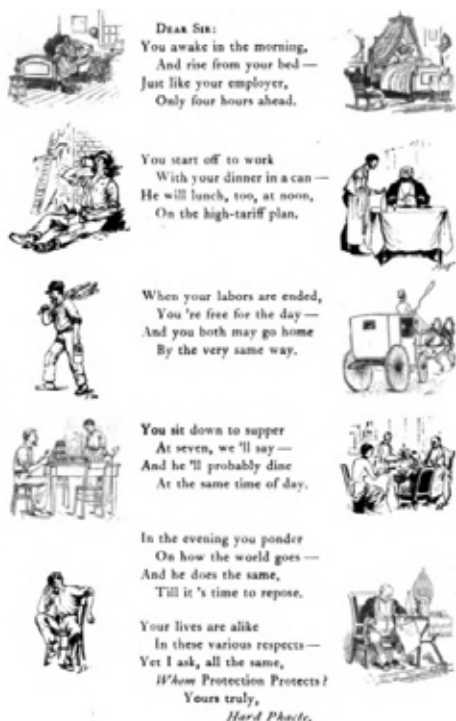 DEAR SIR:
You awake in the morning,
And rise from your bed —
Just like your employer,
Only four hours ahead.
You start off to work
With your dinner in a can —
He will lunch, too, at noon,
On the high-tariff plan.
When your labors are ended,
You 're free for the day —
And you both may go home
By the very same way.
You sit down to supper
At seven, we 'll say —
And he 'll probably dine
At the same time of day.
In the evening you ponder
On how the world goes —
And he does the same,
Till it 's time to repose.
Your lives are alike
In these various respects —
Yet I ask, all the same,
Whom Protection Protects?
Yours truly,
Hard Phacts.